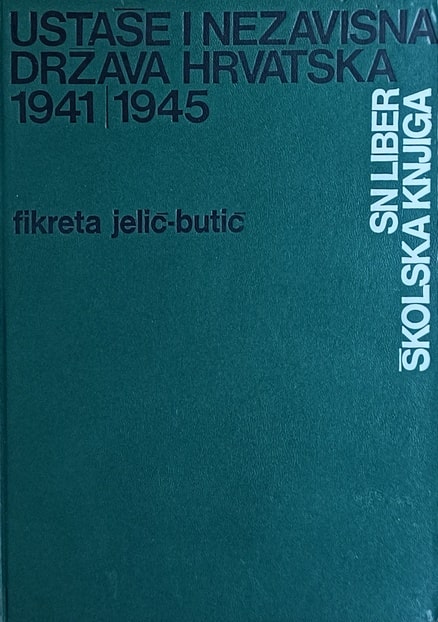 USTAŠE I NEZAVISNA
DRŽAVA HRVATSKA
1941|1945
fikreta jelić-butić
SN LIBER
ŠKOLSKA KNJIGA